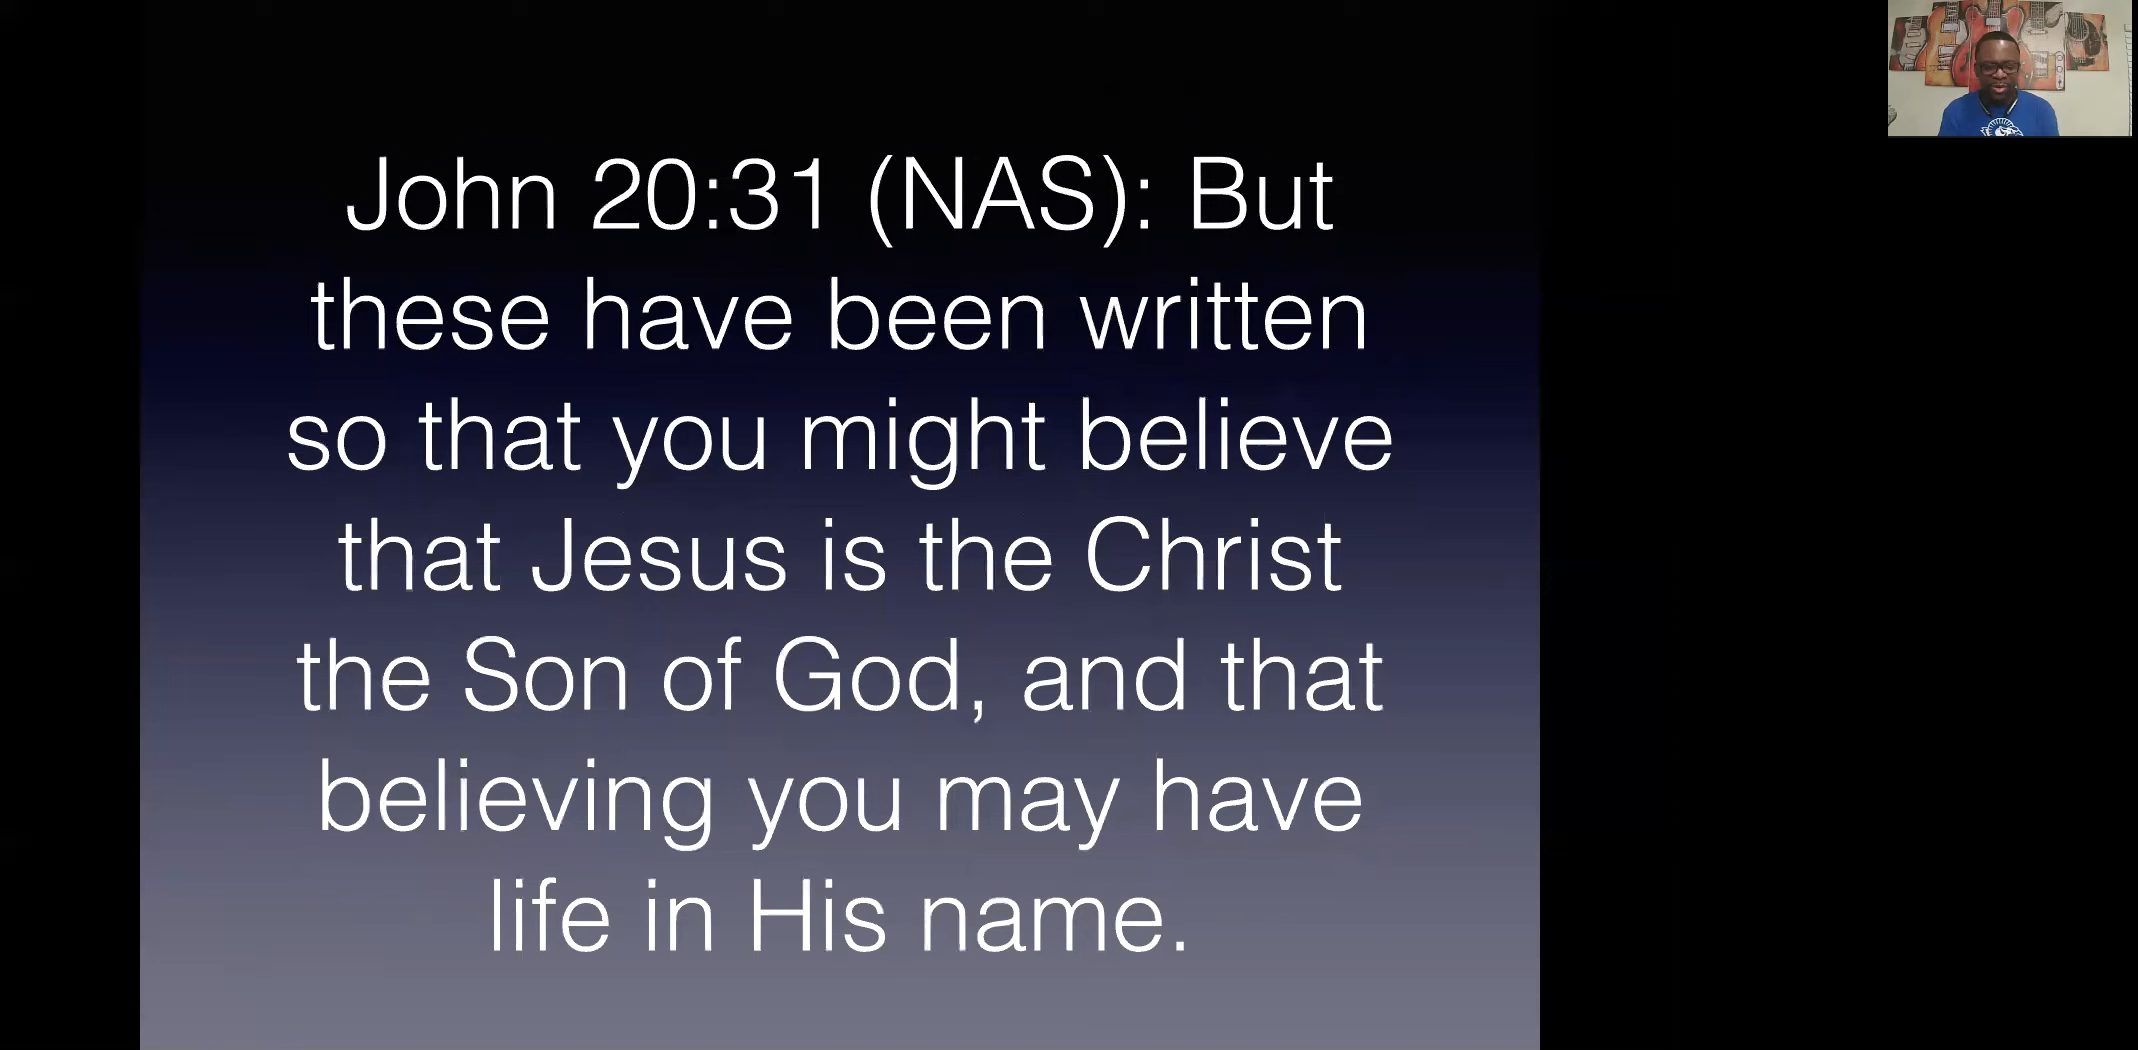 John 20:31 (NAS): But
these have been written
so that you might believe
that Jesus is the Christ
the Son of God, and that
believing you may have
life in His name.